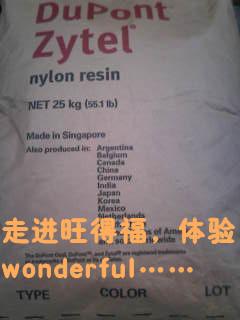 DuPont™
Zytel®
nylon resin
NET 25 kg (55.1 lb)
Made in Singapore
Also produced in: Argentina
Belgium
Canada
China
Germany
India
Japan
Korea
Mexico
Netherlands
走进旺得福，体验
wonderful……
TYPE COLOR LOT